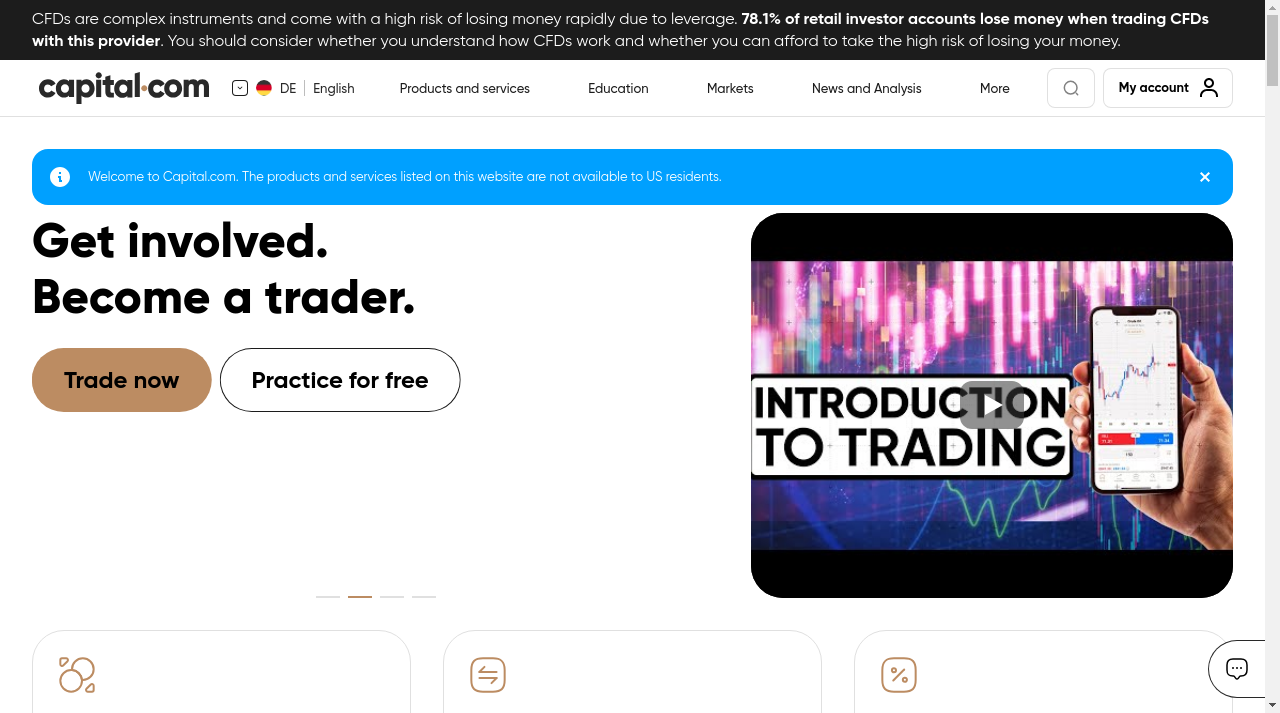 CFDs are complex instruments and come with a high risk of losing money rapidly due to leverage. 78.1% of retail investor accounts lose money when trading CFDs
with this provider. You should consider whether you understand how CFDs work and whether you can afford to take the high risk of losing your money.
capital.com
DE
English
Products and services
Education
Markets
News and Analysis
More
My account
Welcome to Capital.com. The products and services listed on this website are not available to US residents.
Get involved.
Become a trader.
Trade now
Practice for free
INTRODUCTION
TO TRADING